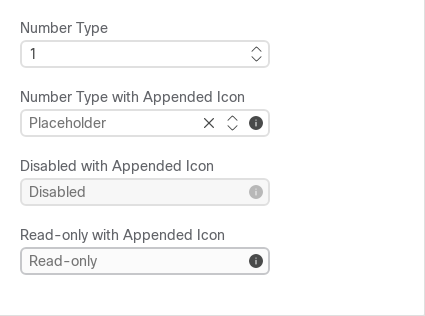 Number Type
1
Number Type with Appended Icon
Placeholder
Disabled with Appended Icon
Disabled
Read-only with Appended Icon
Read-only